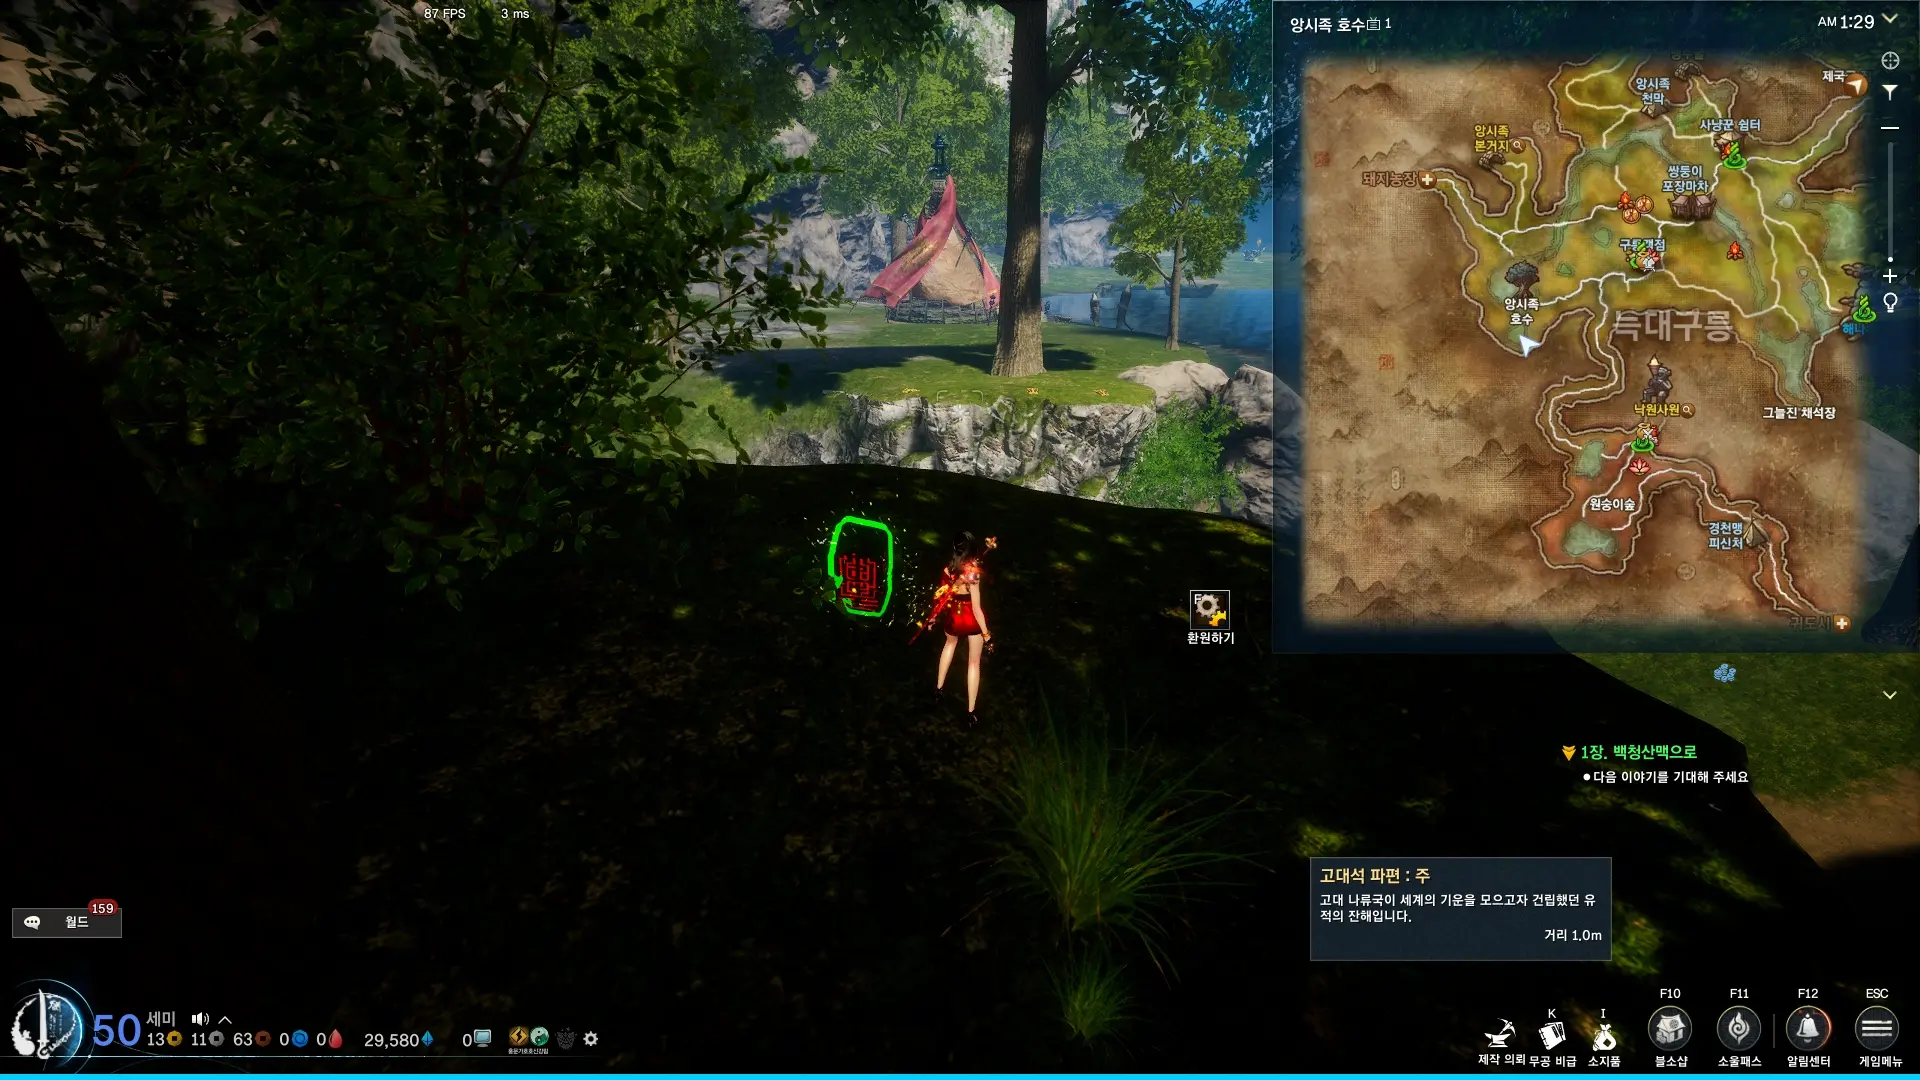 87 FPS 3 ms
앙시족 호수 1
AM 1:29
제국
앙시족
천막
앙시족
본거지
사냥꾼 쉼터
돼지농장
쌍둥이
포장마차
앙시족
호수
늑대구릉
낙원사원
그늘진 채석장
원숭이숲
경천맹
피신처
귀도시
F
환원하기
1장. 백청산맥으로
다음 이야기를 기대해 주세요
고대석 파편 : 주
고대 나류국이 세계의 기운을 모으고자 건립했던 유
적의 잔해입니다.
거리 1.0m
159
월드
50 세미
13 11 63 0 0 29,580 0
K I F10 F11 F12 ESC
제작 의뢰 무공 비급 소지품 블소샵 소울패스 알림센터 게임메뉴